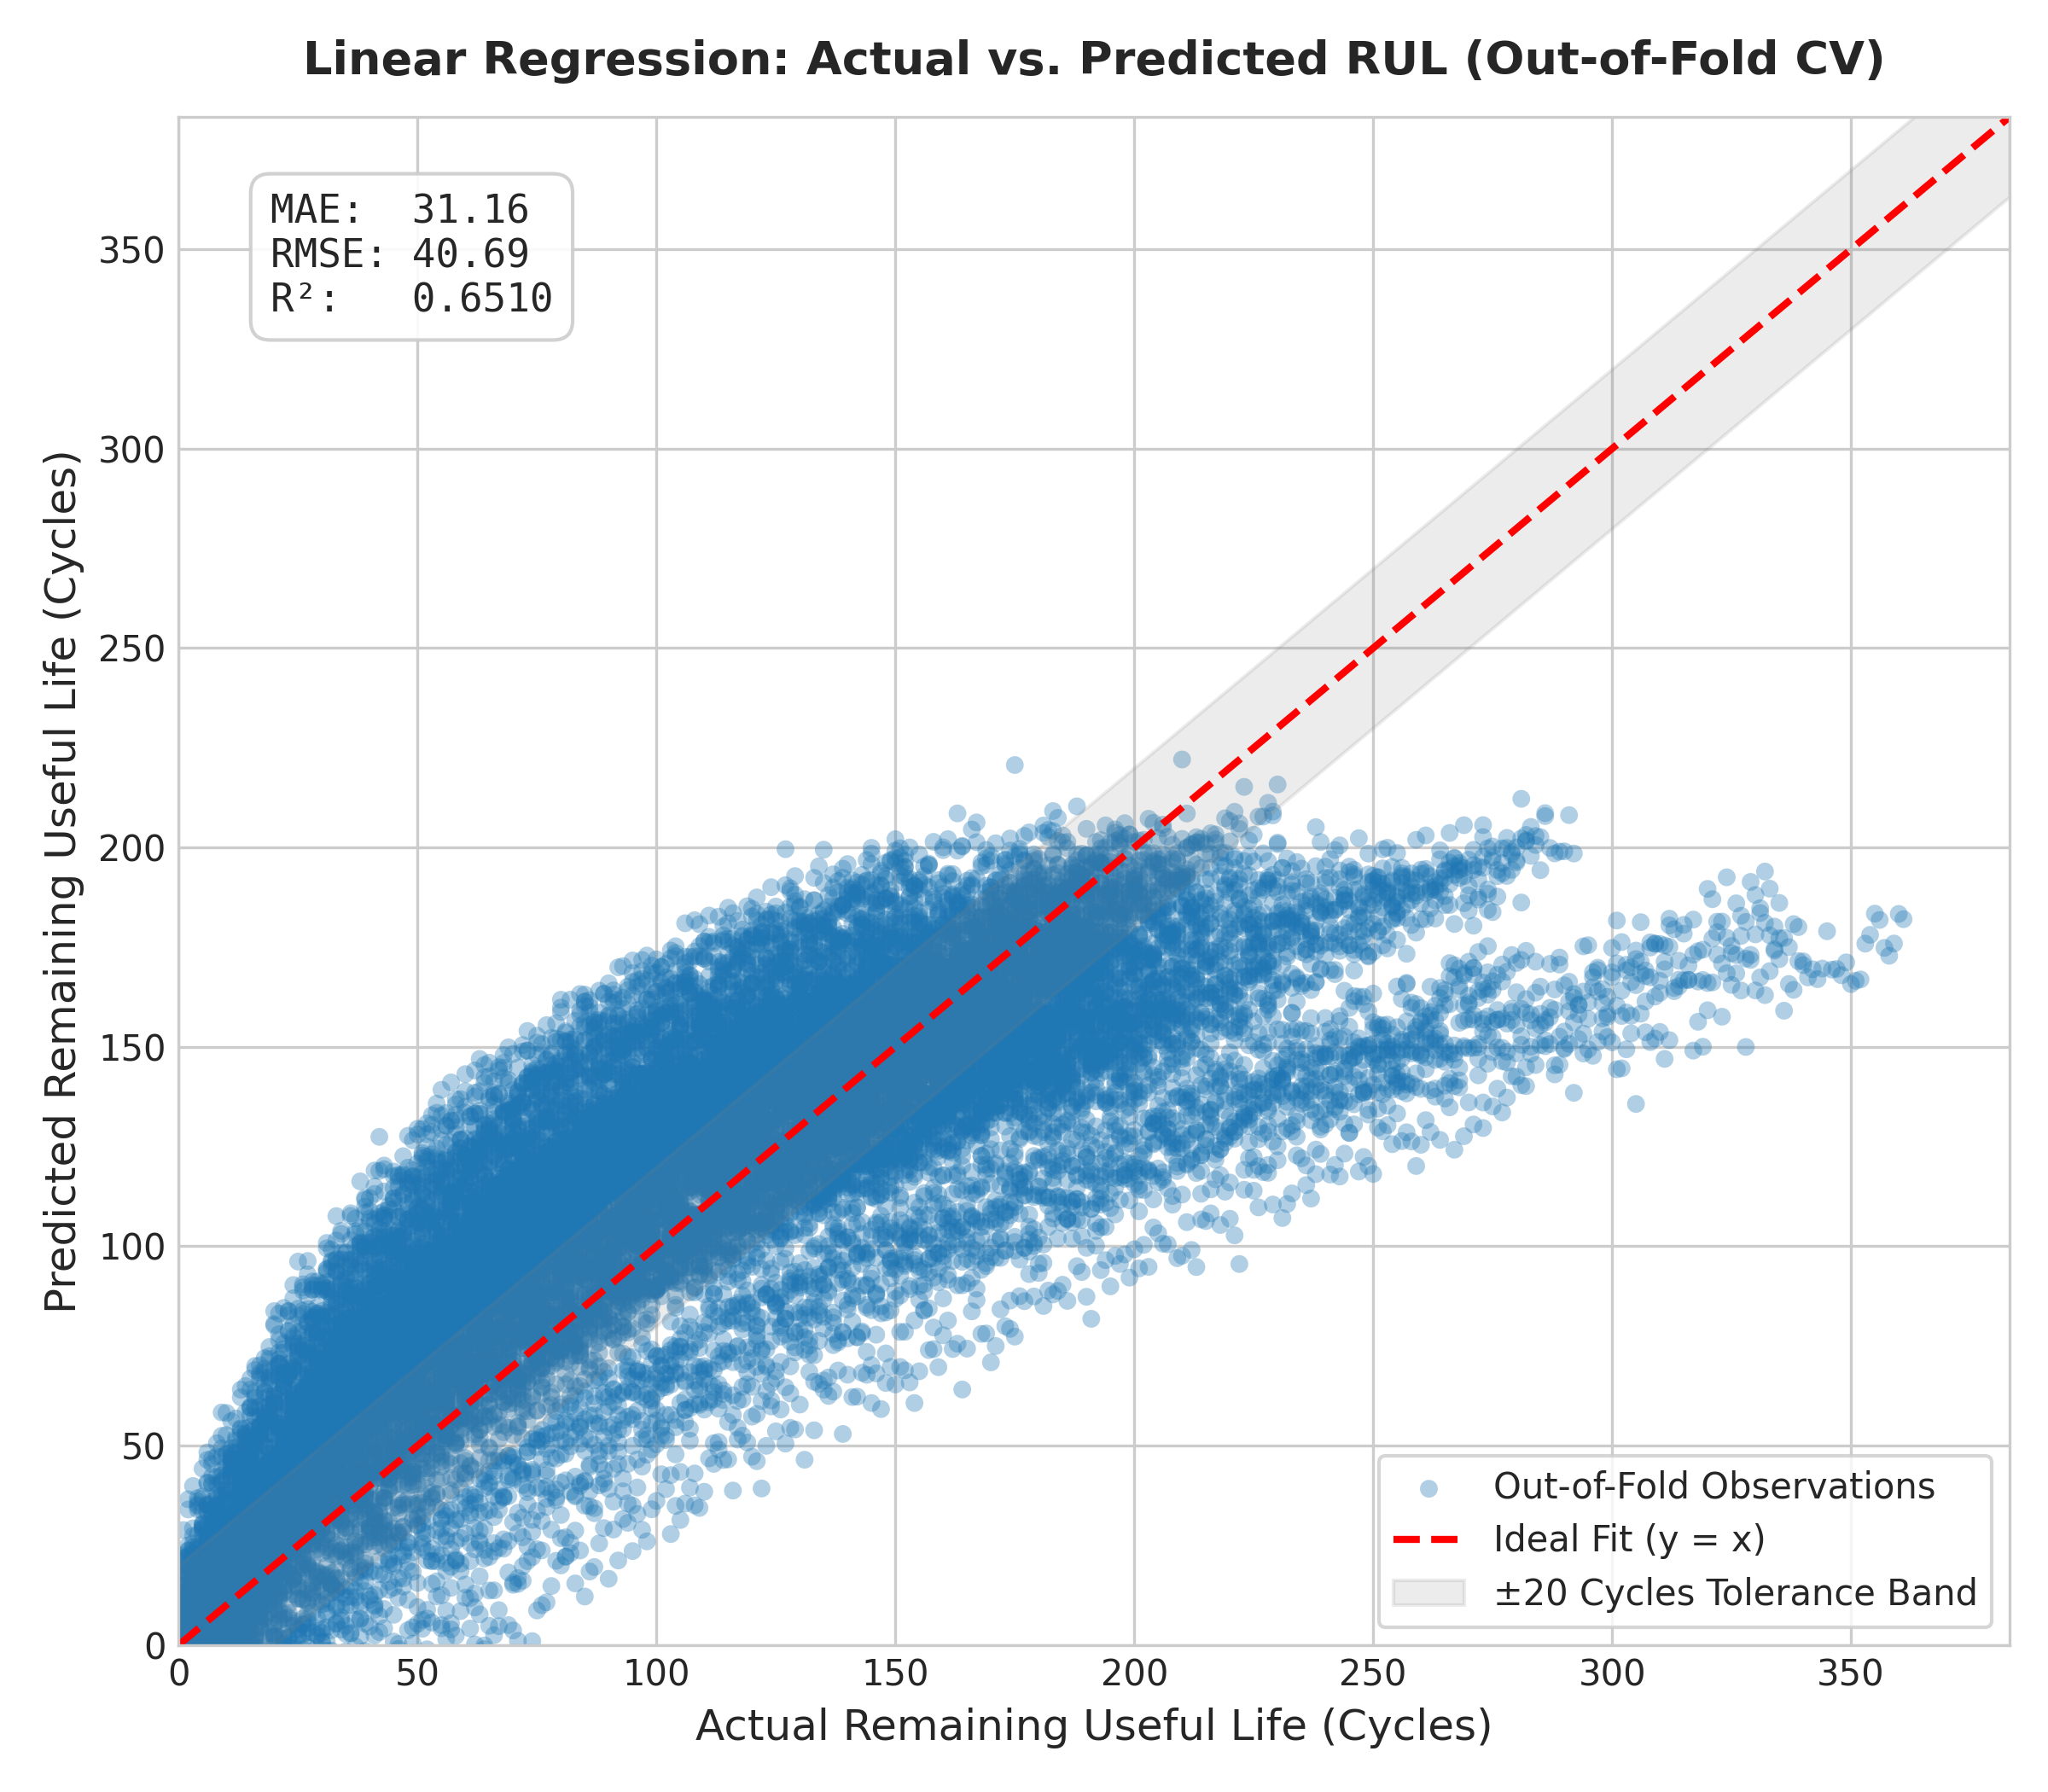 Linear Regression: Actual vs. Predicted RUL (Out-of-Fold CV)
MAE:  31.16
RMSE: 40.69
R²:   0.6510
Predicted Remaining Useful Life (Cycles)
350
300
250
200
150
100
50
0
0 50 100 150 200 250 300 350
Actual Remaining Useful Life (Cycles)
Out-of-Fold Observations
Ideal Fit (y = x)
±20 Cycles Tolerance Band